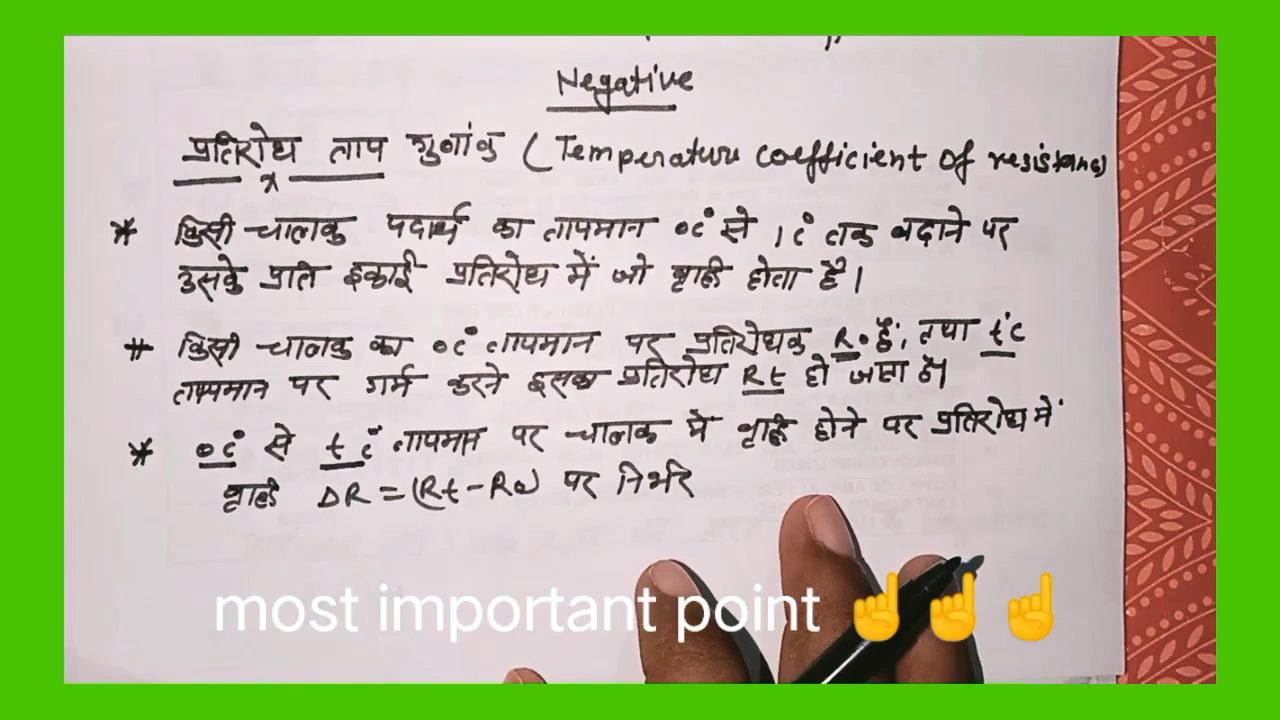 Negative
प्रतिरोध ताप गुनांक (Temperature coefficient of resistance)
* किसी चालक पदार्थ का तापमान 0°C से 1°C तक बढाने पर
उसके प्रति इकाई प्रतिरोध में जो वृद्धि होता है।
# किसी चालक का 0°C तापमान पर प्रतिरोधक R0 है, तथा t°C
तापमान पर गर्म करने इसका प्रतिरोध Rt हो जाता है।
* 0°C से t°C तापमान पर चालक में वृद्धि होने पर प्रतिरोध में
वृद्धि ΔR = (Rt - R0) पर निर्भर
most important point ☝️☝️☝️